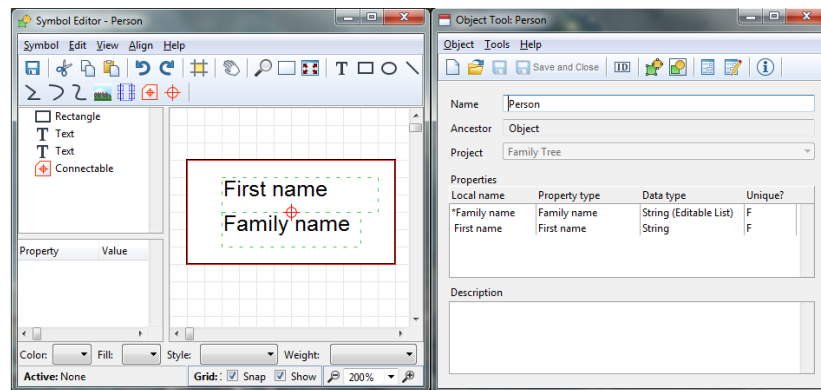 Symbol Editor - Person
Symbol Edit View Align Help
T
Rectangle
T Text
T Text
Connectable
Property Value
First name
Family name
Color: Fill: Style: Weight:
Active: None Grid: : Snap Show 200%
Object Tool: Person
Object Tools Help
Save and Close ID
Name Person
Ancestor Object
Project Family Tree
Properties
Local name Property type Data type Unique?
*Family name Family name String (Editable List) F
First name First name String F
Description